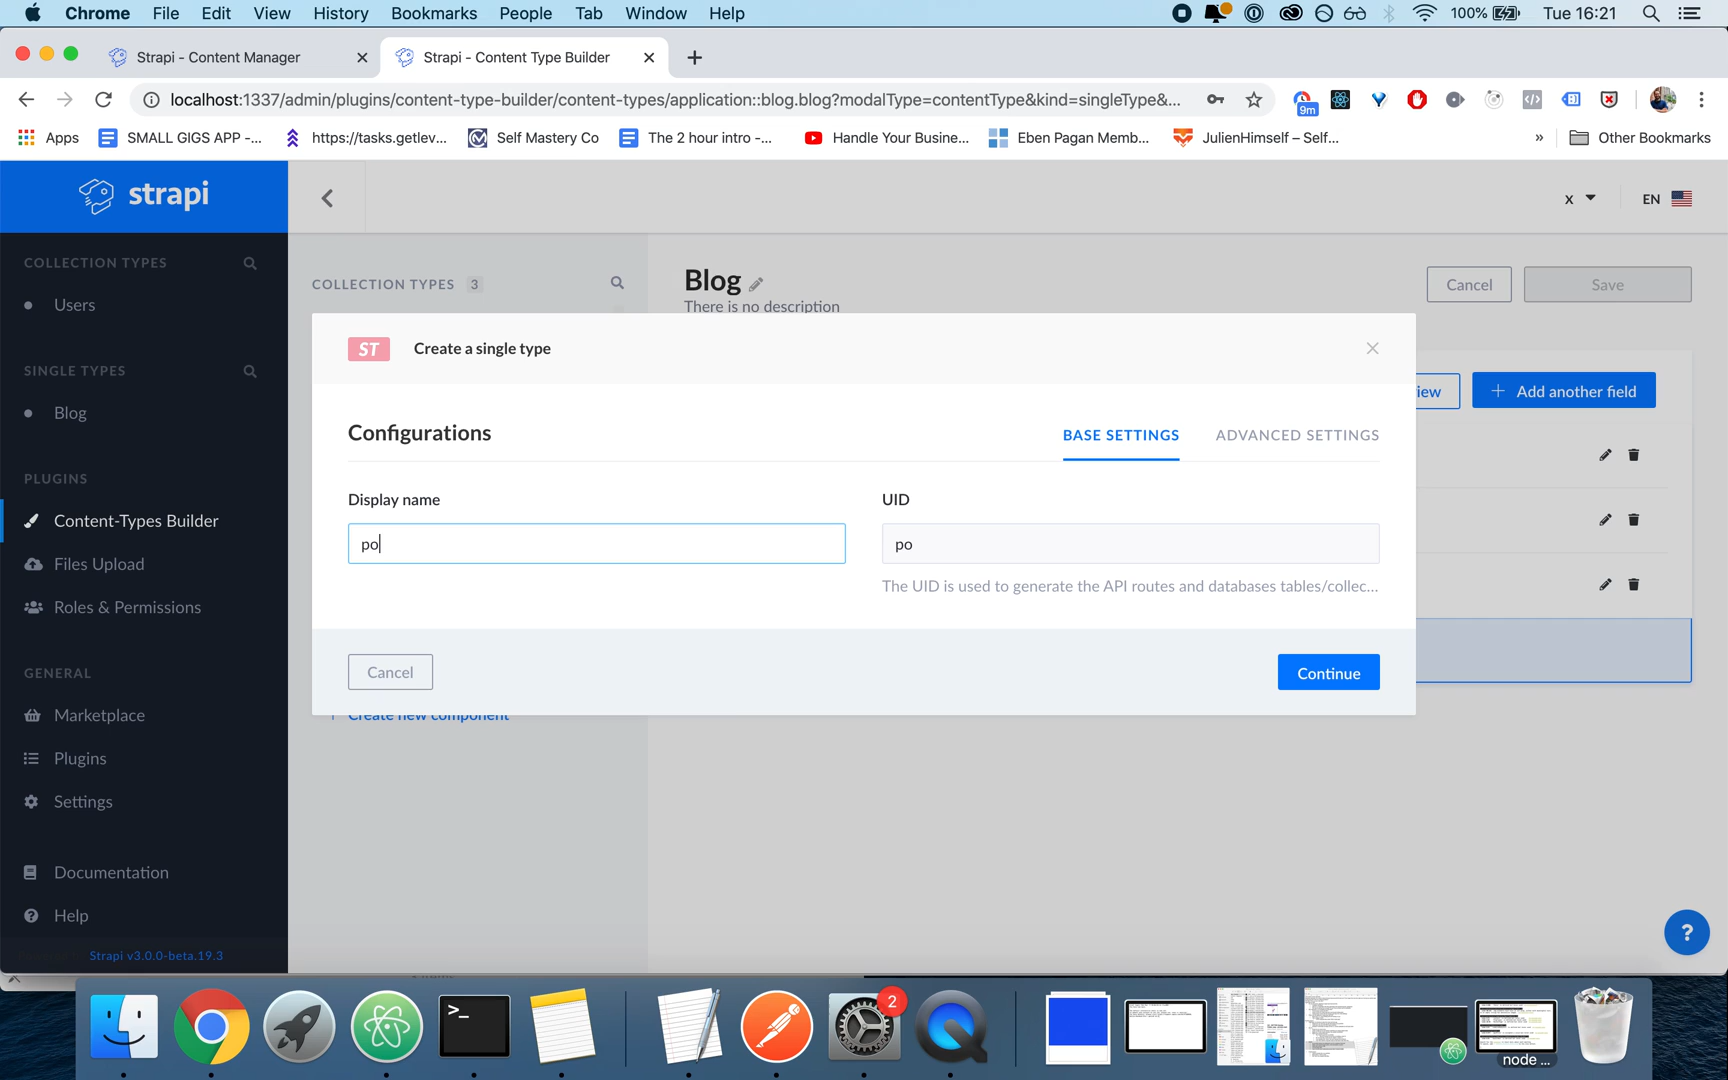 Chrome File Edit View History Bookmarks People Tab Window Help 100% Tue 16:21
Strapi - Content Manager
Strapi - Content Type Builder
localhost:1337/admin/plugins/content-type-builder/content-types/application::blog.blog?modalType=contentType&kind=singleType&...
9m
Apps SMALL GIGS APP -... https://tasks.getlev... Self Mastery Co The 2 hour intro -... Handle Your Busine... Eben Pagan Memb... JulienHimself – Self... » Other Bookmarks
strapi
x
EN
COLLECTION TYPES
Users
SINGLE TYPES
Blog
PLUGINS
Content-Types Builder
Files Upload
Roles & Permissions
GENERAL
Marketplace
Plugins
Settings
Documentation
Help
Strapi v3.0.0-beta.19.3
COLLECTION TYPES 3
Blog
There is no description
Cancel
Save
iew
+ Add another field
ST Create a single type
Configurations
BASE SETTINGS
ADVANCED SETTINGS
Display name
po
UID
po
The UID is used to generate the API routes and databases tables/collec...
Cancel
Continue
+ Create new component
?
>_
2
node ...